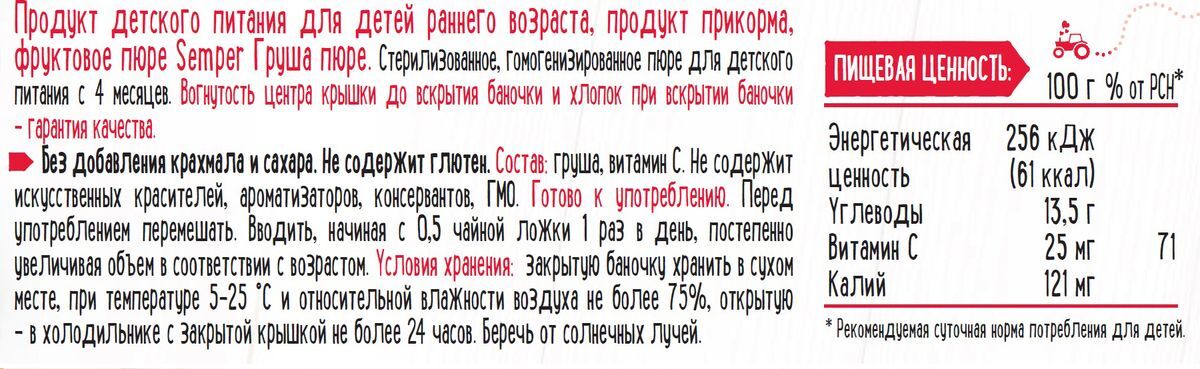 Продукт детского питания для детей раннего возраста, продукт прикорма,
фруктовое пюре Semper Груша пюре. Стерилизованное, гомогенизированное пюре для детского
питания с 4 месяцев. Вогнутость центра крышки до вскрытия баночки и хлопок при вскрытии баночки
– гарантия качества.
Без добавления крахмала и сахара. Не содержит глютен. Состав: груша, витамин С. Не содержит
искусственных красителей, ароматизаторов, консервантов, ГМО. Готово к употреблению. Перед
употреблением перемешать. Вводить, начиная с 0,5 чайной ложки 1 раз в день, постепенно
увеличивая объем в соответствии с возрастом. Условия хранения: Закрытую баночку хранить в сухом
месте, при температуре 5-25 °С и относительной влажности воздуха не более 75%, открытую
– в холодильнике с закрытой крышкой не более 24 часов. Беречь от солнечных лучей.
ПИЩЕВАЯ ЦЕННОСТЬ:
100 г % от РСН*
Энергетическая 256 кДж
ценность (61 ккал)
Углеводы 13,5 г
Витамин С 25 мг 71
Калий 121 мг
* Рекомендуемая суточная норма потребления для детей.